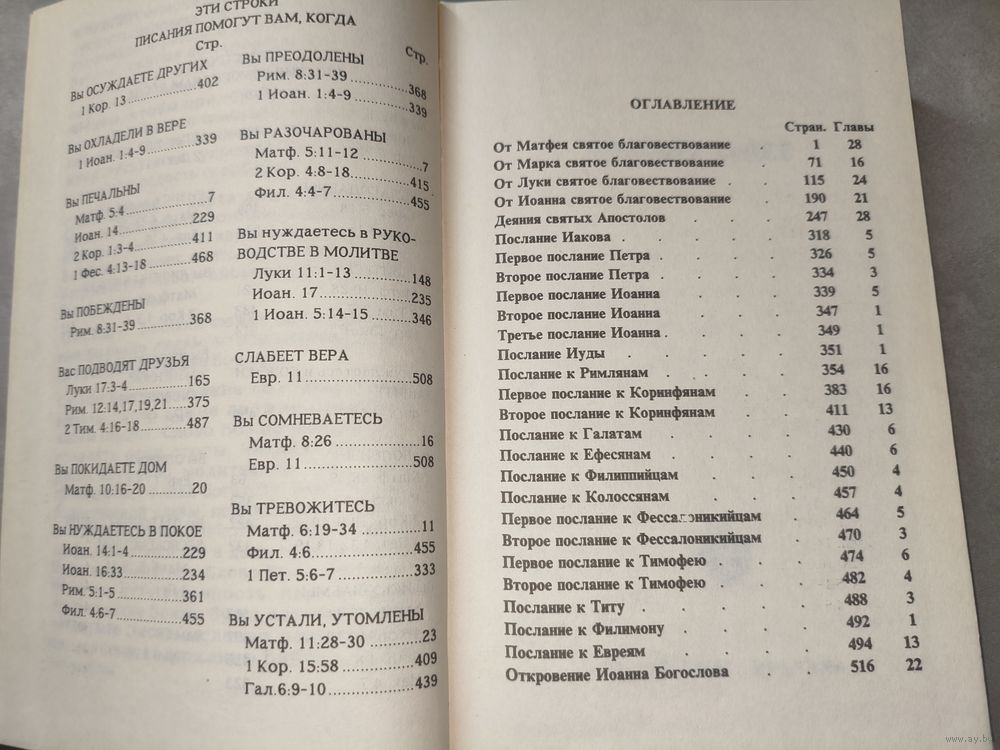 ЭТИ СТРОКИ
ПИСАНИЯ ПОМОГУТ ВАМ, КОГДА
Стр.
Вы ОСУЖДАЕТЕ ДРУГИХ
1 Кор. 13....................402
Вы ОХЛАДЕЛИ В ВЕРЕ
1 Иоан. 1:4-9..............339
Вы ПЕЧАЛЬНЫ
Матф. 5:4.......................7
Иоан. 14......................229
2 Кор. 1:3-4................411
1 Фес. 4:13-18.............468
Вы ПОБЕЖДЕНЫ
Рим. 8:31-39................368
Вас ПОДВОДЯТ ДРУЗЬЯ
Луки 17:3-4.................165
Рим. 12:14,17,19,21.....375
2 Тим. 4:16-18.............487
Вы ПОКИДАЕТЕ ДОМ
Матф. 10:16-20............20
Вы НУЖДАЕТЕСЬ В ПОКОЕ
Иоан. 14:1-4................229
Иоан. 16:33.................234
Рим. 5:1-5...................361
Фил. 4:6-7...................455
Стр.
Вы ПРЕОДОЛЕНЫ
Рим. 8:31-39................368
1 Иоан. 1:4-9...............339
Вы РАЗОЧАРОВАНЫ
Матф. 5:11-12................7
2 Кор. 4:8-18...............415
Фил. 4:4-7...................455
Вы нуждаетесь в РУКО-
ВОДСТВЕ В МОЛИТВЕ
Луки 11:1-13...............148
Иоан. 17.....................235
1 Иоан. 5:14-15...........346
СЛАБЕЕТ ВЕРА
Евр. 11.......................508
Вы СОМНЕВАЕТЕСЬ
Матф. 8:26...................16
Евр. 11.......................508
Вы ТРЕВОЖИТЕСЬ
Матф. 6:19-34..............11
Фил. 4:6......................455
1 Пет. 5:6-7.................333
Вы УСТАЛИ, УТОМЛЕНЫ
Матф. 11:28-30............23
1 Кор. 15:58................409
Гал.6:9-10...................439
ОГЛАВЛЕНИЕ
Стран. Главы
От Матфея святое благовествование . 1 28
От Марка святое благовествование . 71 16
От Луки святое благовествование . . 115 24
От Иоанна святое благовествование . 190 21
Деяния святых Апостолов . . . 247 28
Послание Иакова . . . . . 318 5
Первое послание Петра . . . . 326 5
Второе послание Петра . . . . 334 3
Первое послание Иоанна . . . 339 5
Второе послание Иоанна . . . 347 1
Третье послание Иоанна . . . . 349 1
Послание Иуды . . . . . 351 1
Послание к Римлянам . . . . 354 16
Первое послание к Коринфянам . . 383 16
Второе послание к Коринфянам . . 411 13
Послание к Галатам . . . . 430 6
Послание к Ефесянам . . . . 440 6
Послание к Филиппийцам . . . 450 4
Послание к Колоссянам . . . 457 4
Первое послание к Фессалоникийцам . 464 5
Второе послание к Фессалоникийцам . 470 3
Первое послание к Тимофею . . . 474 6
Второе послание к Тимофею . . . 482 4
Послание к Титу . . . . . 488 3
Послание к Филимону . . . . 492 1
Послание к Евреям . . . . 494 13
Откровение Иоанна Богослова . . 516 22
www.ay.by